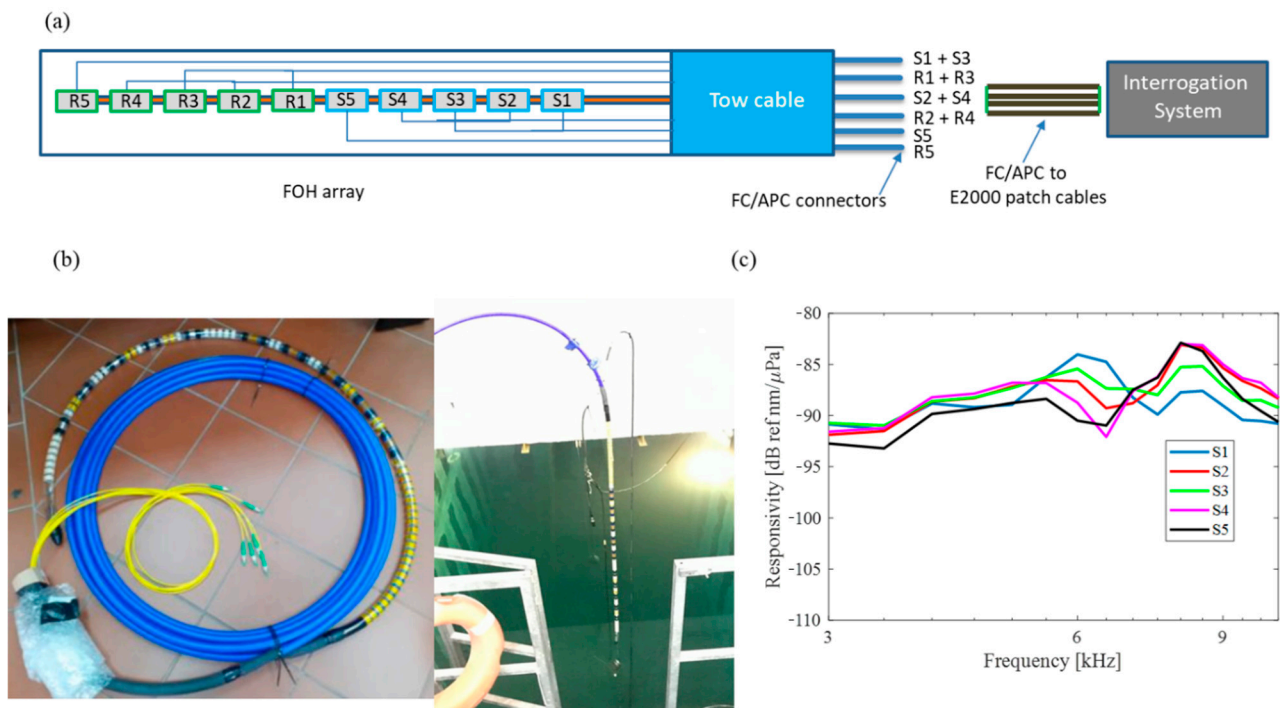 (a)
S1 + S3
R1 + R3
S2 + S4
R2 + R4
S5
R5
R5 R4 R3 R2 R1 S5 S4 S3 S2 S1
Tow cable
Interrogation
System
FOH array
FC/APC connectors
FC/APC to
E2000 patch cables
(b)
(c)
Responsivity [dB ref nm/μPa]
-80
-85
-90
-95
-100
-105
-110
S1
S2
S3
S4
S5
3 6 9
Frequency [kHz]